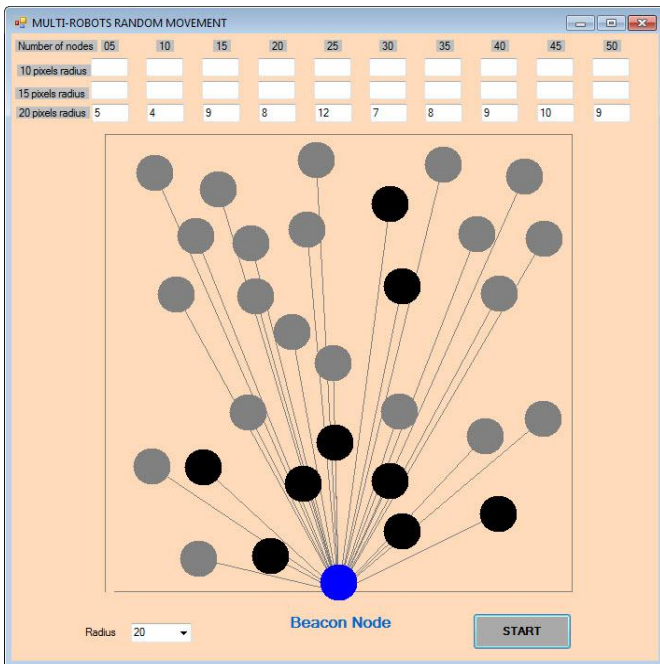 MULTI-ROBOTS RANDOM MOVEMENT
Number of nodes 05 10 15 20 25 30 35 40 45 50
10 pixels radius
15 pixels radius
20 pixels radius 5 4 9 8 12 7 8 9 10 9
Beacon Node
Radius 20 START